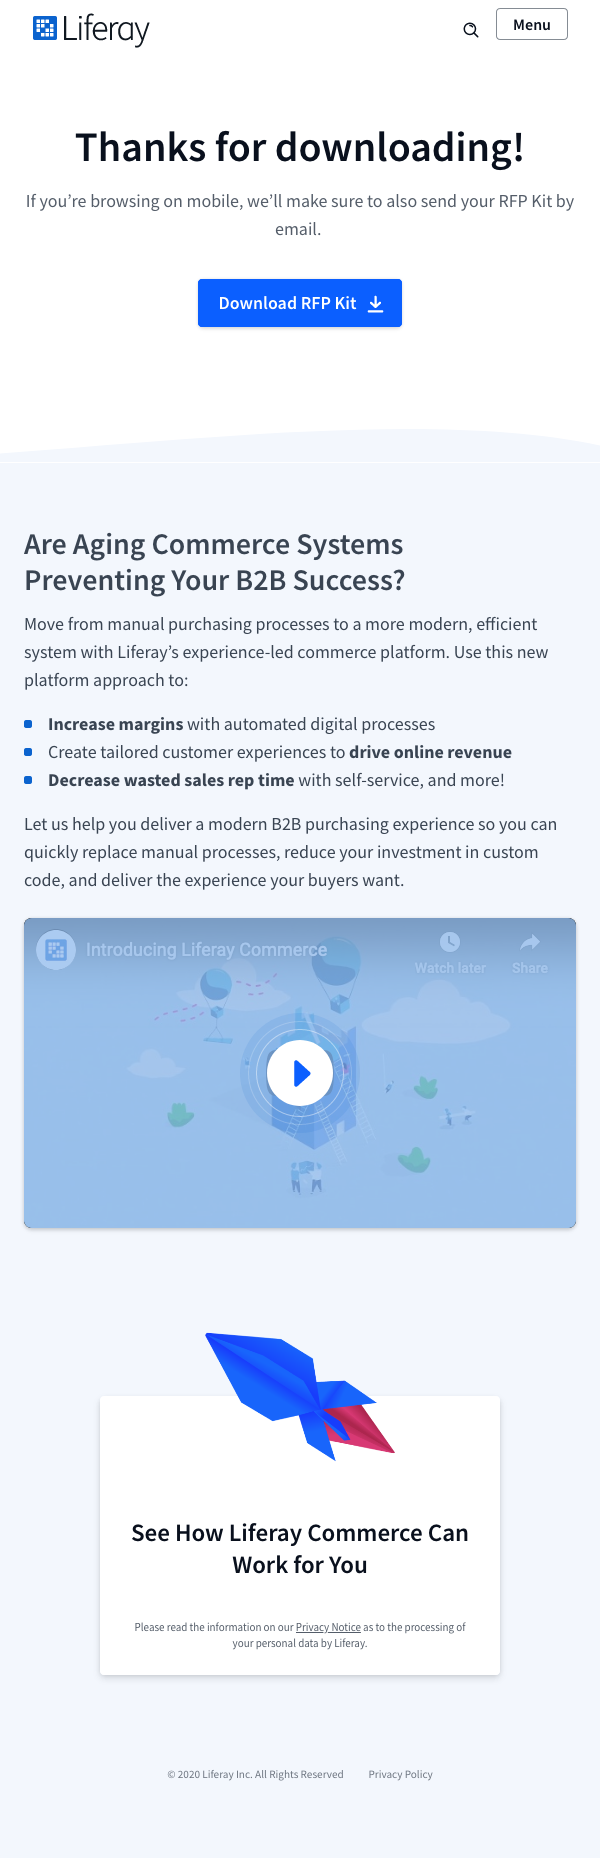 Liferay
Menu
Thanks for downloading!
If you’re browsing on mobile, we’ll make sure to also send your RFP Kit by
email.
Download RFP Kit
Are Aging Commerce Systems
Preventing Your B2B Success?
Move from manual purchasing processes to a more modern, efficient
system with Liferay’s experience-led commerce platform. Use this new
platform approach to:
Increase margins with automated digital processes
Create tailored customer experiences to drive online revenue
Decrease wasted sales rep time with self-service, and more!
Let us help you deliver a modern B2B purchasing experience so you can
quickly replace manual processes, reduce your investment in custom
code, and deliver the experience your buyers want.
Introducing Liferay Commerce
Watch later
Share
See How Liferay Commerce Can
Work for You
Please read the information on our Privacy Notice as to the processing of
your personal data by Liferay.
© 2020 Liferay Inc. All Rights Reserved Privacy Policy